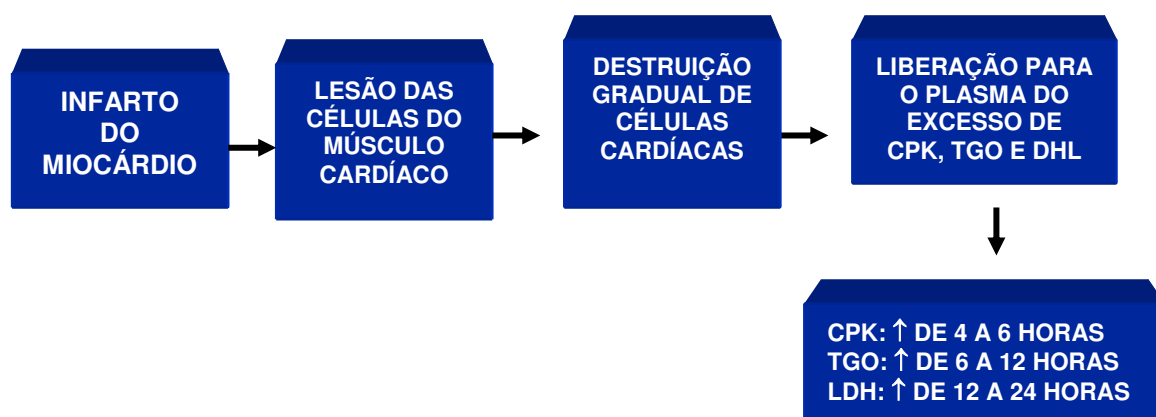 INFARTO
DO
MIOCÁRDIO
LESÃO DAS
CÉLULAS DO
MÚSCULO
CARDÍACO
DESTRUIÇÃO
GRADUAL DE
CÉLULAS
CARDÍACAS
LIBERAÇÃO PARA
O PLASMA DO
EXCESSO DE
CPK, TGO E DHL
CPK: ↑ DE 4 A 6 HORAS
TGO: ↑ DE 6 A 12 HORAS
LDH: ↑ DE 12 A 24 HORAS